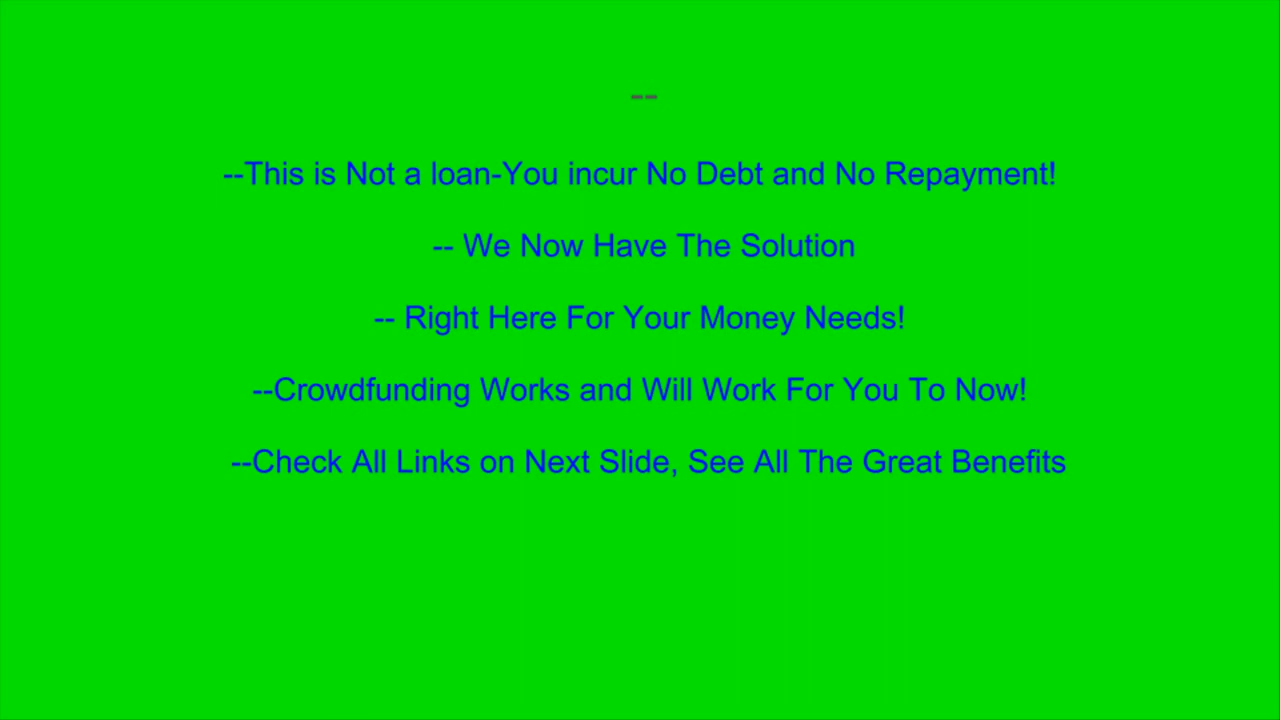 --
--This is Not a loan-You incur No Debt and No Repayment!
-- We Now Have The Solution
-- Right Here For Your Money Needs!
--Crowdfunding Works and Will Work For You To Now!
--Check All Links on Next Slide, See All The Great Benefits